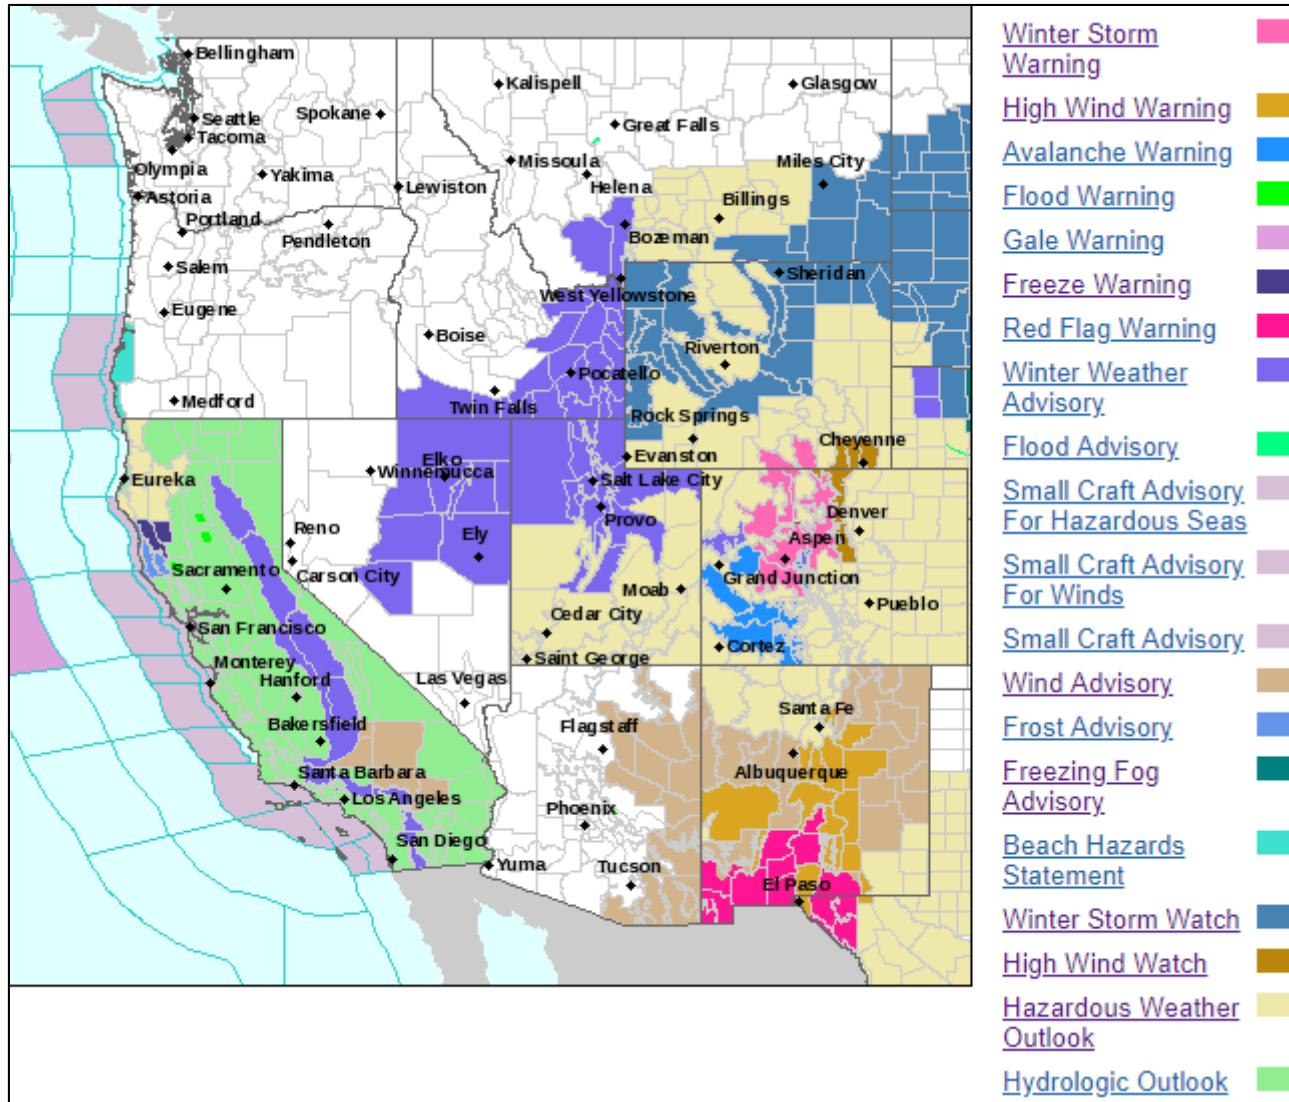 Bellingham
Kalispell
Glasgow
Seattle
Spokane
Great Falls
Tacoma
Olympia
Missoula
Miles City
Yakima
Lewiston
Helena
Astoria
Billings
Portland
Pendleton
Bozeman
Salem
Sheridan
West Yellowstone
Eugene
Boise
Riverton
Pocatello
Medford
Twin Falls
Rock Springs
Cheyenne
Elko
Evanston
Winnemucca
Eureka
Salt Lake City
Provo
Denver
Reno
Ely
Aspen
Sacramento
Carson City
Grand Junction
Moab
Pueblo
Cedar City
San Francisco
Cortez
Monterey
Saint George
Hanford
Las Vegas
Santa Fe
Bakersfield
Flagstaff
Santa Barbara
Albuquerque
Los Angeles
Phoenix
San Diego
Yuma
Tucson
El Paso
Winter Storm
Warning
High Wind Warning
Avalanche Warning
Flood Warning
Gale Warning
Freeze Warning
Red Flag Warning
Winter Weather
Advisory
Flood Advisory
Small Craft Advisory
For Hazardous Seas
Small Craft Advisory
For Winds
Small Craft Advisory
Wind Advisory
Frost Advisory
Freezing Fog
Advisory
Beach Hazards
Statement
Winter Storm Watch
High Wind Watch
Hazardous Weather
Outlook
Hydrologic Outlook